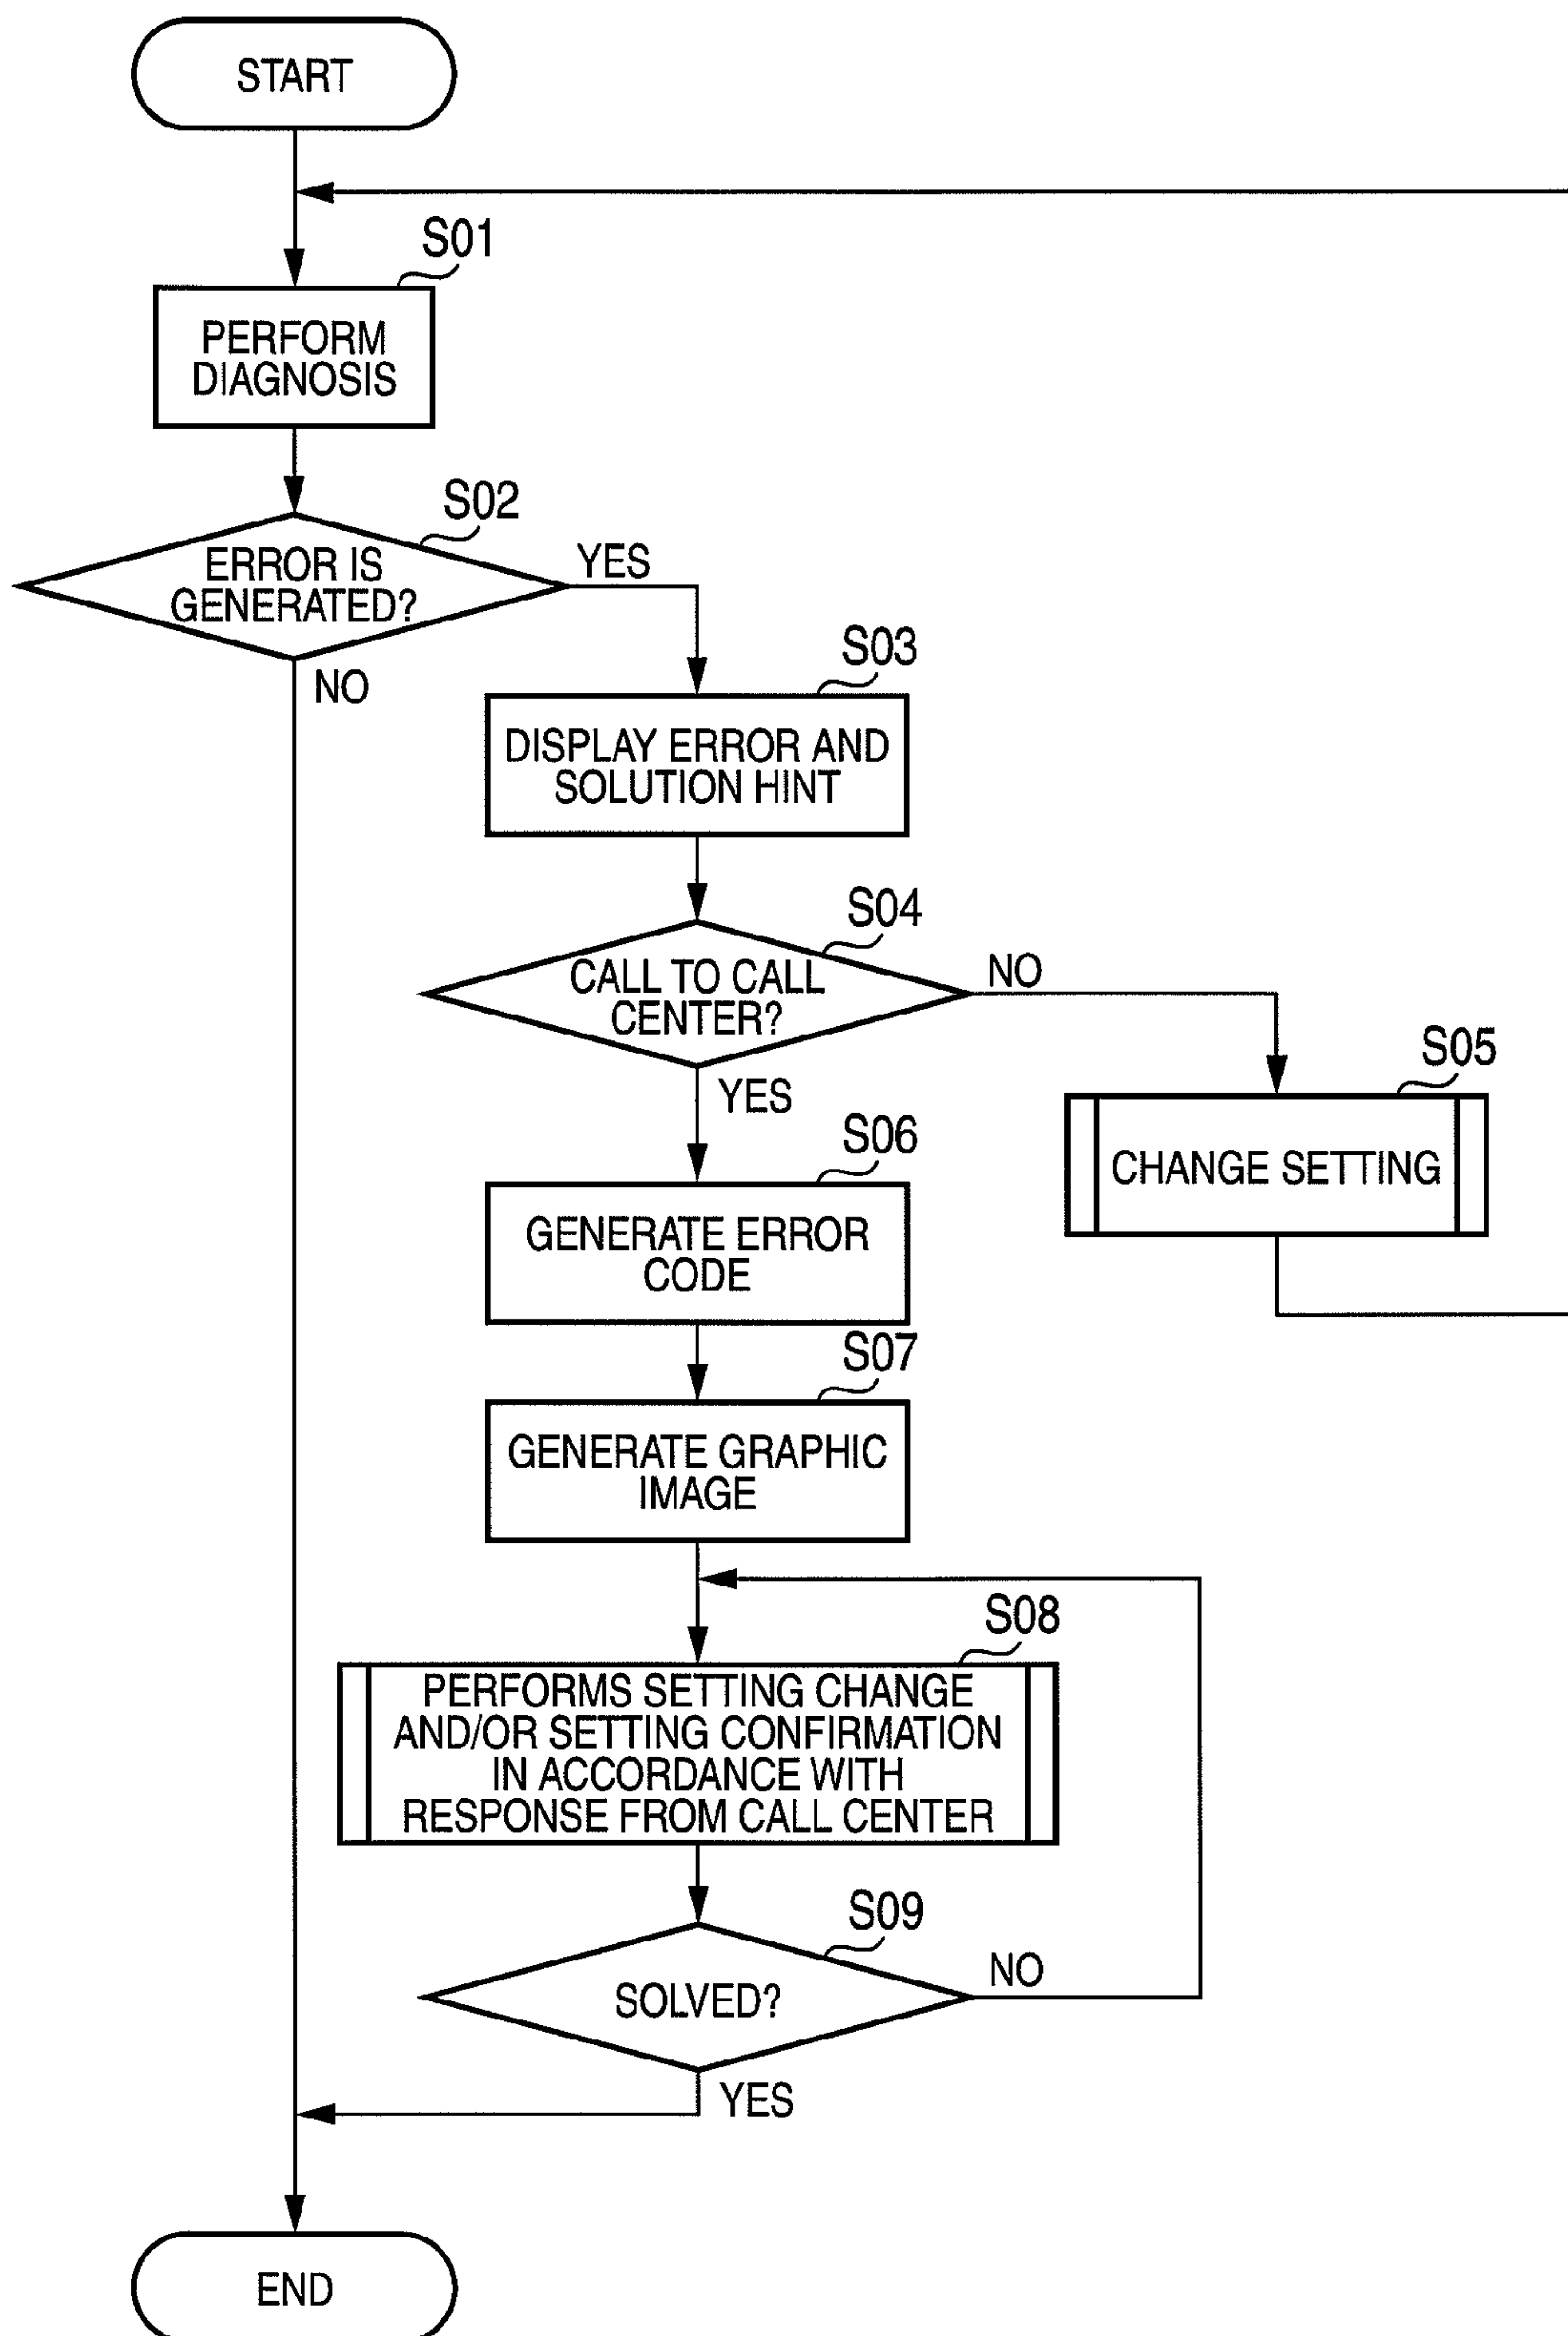 START
S01
PERFORM
DIAGNOSIS
S02
ERROR IS
GENERATED?
YES
NO
S03
DISPLAY ERROR AND
SOLUTION HINT
S04
CALL TO CALL
CENTER?
NO
YES
S05
CHANGE SETTING
S06
GENERATE ERROR
CODE
S07
GENERATE GRAPHIC
IMAGE
S08
PERFORMS SETTING CHANGE
AND/OR SETTING CONFIRMATION
IN ACCORDANCE WITH
RESPONSE FROM CALL CENTER
S09
SOLVED?
NO
YES
END